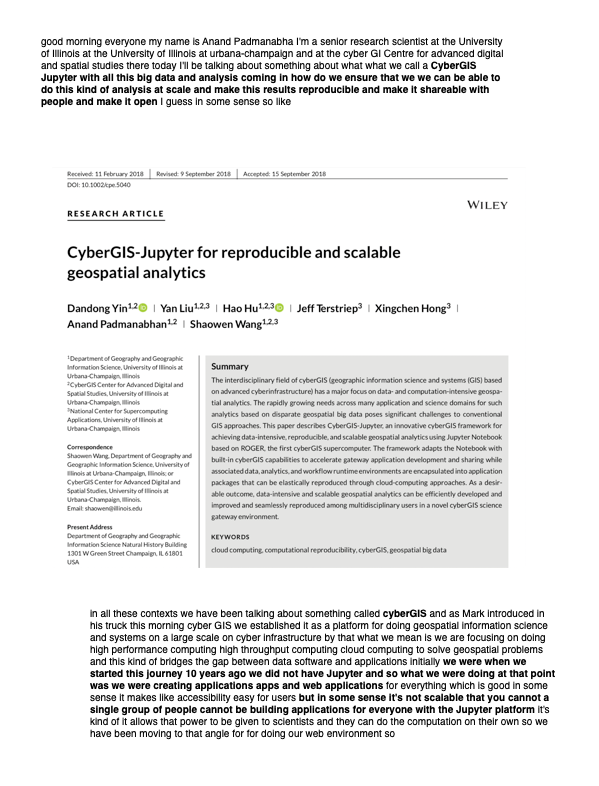 good morning everyone my name is Anand Padmanabha I'm a senior research scientist at the University
of Illinois at the University of Illinois at urbana-champaign and at the cyber GI Centre for advanced digital
and spatial studies there today I'll be talking about something about what what we call a CyberGIS
Jupyter with all this big data and analysis coming in how do we ensure that we we can be able to
do this kind of analysis at scale and make this results reproducible and make it shareable with
people and make it open I guess in some sense so like
Received: 11 February 2018 | Revised: 9 September 2018 | Accepted: 15 September 2018
DOI: 10.1002/cpe.5040
RESEARCH ARTICLE
WILEY
CyberGIS-Jupyter for reproducible and scalable
geospatial analytics
Dandong Yin1,2 iD | Yan Liu1,2,3 | Hao Hu1,2,3 iD | Jeff Terstriep3 | Xingchen Hong3 |
Anand Padmanabhan1,2 | Shaowen Wang1,2,3
1Department of Geography and Geographic
Information Science, University of Illinois at
Urbana-Champaign, Illinois
2CyberGIS Center for Advanced Digital and
Spatial Studies, University of Illinois at
Urbana-Champaign, Illinois
3National Center for Supercomputing
Applications, University of Illinois at
Urbana-Champaign, Illinois
Correspondence
Shaowen Wang, Department of Geography and
Geographic Information Science, University of
Illinois at Urbana-Champaign, Illinois; or
CyberGIS Center for Advanced Digital and
Spatial Studies, University of Illinois at
Urbana-Champaign, Illinois.
Email: shaowen@illinois.edu
Present Address
Department of Geography and Geographic
Information Science Natural History Building
1301 W Green Street Champaign, IL 61801
USA
Summary
The interdisciplinary field of cyberGIS (geographic information science and systems (GIS) based
on advanced cyberinfrastructure) has a major focus on data- and computation-intensive geospa-
tial analytics. The rapidly growing needs across many application and science domains for such
analytics based on disparate geospatial big data poses significant challenges to conventional
GIS approaches. This paper describes CyberGIS-Jupyter, an innovative cyberGIS framework for
achieving data-intensive, reproducible, and scalable geospatial analytics using Jupyter Notebook
based on ROGER, the first cyberGIS supercomputer. The framework adapts the Notebook with
built-in cyberGIS capabilities to accelerate gateway application development and sharing while
associated data, analytics, and workflow runtime environments are encapsulated into application
packages that can be elastically reproduced through cloud-computing approaches. As a desir-
able outcome, data-intensive and scalable geospatial analytics can be efficiently developed and
improved and seamlessly reproduced among multidisciplinary users in a novel cyberGIS science
gateway environment.
KEYWORDS
cloud computing, computational reproducibility, cyberGIS, geospatial big data
in all these contexts we have been talking about something called cyberGIS and as Mark introduced in
his truck this morning cyber GIS we established it as a platform for doing geospatial information science
and systems on a large scale on cyber infrastructure by that what we mean is we are focusing on doing
high performance computing high throughput computing cloud computing to solve geospatial problems
and this kind of bridges the gap between data software and applications initially we were when we
started this journey 10 years ago we did not have Jupyter and so what we were doing at that point
was we were creating applications apps and web applications for everything which is good in some
sense it makes like accessibility easy for users but in some sense it's not scalable that you cannot a
single group of people cannot be building applications for everyone with the Jupyter platform it's
kind of it allows that power to be given to scientists and they can do the computation on their own so we
have been moving to that angle for for doing our web environment so